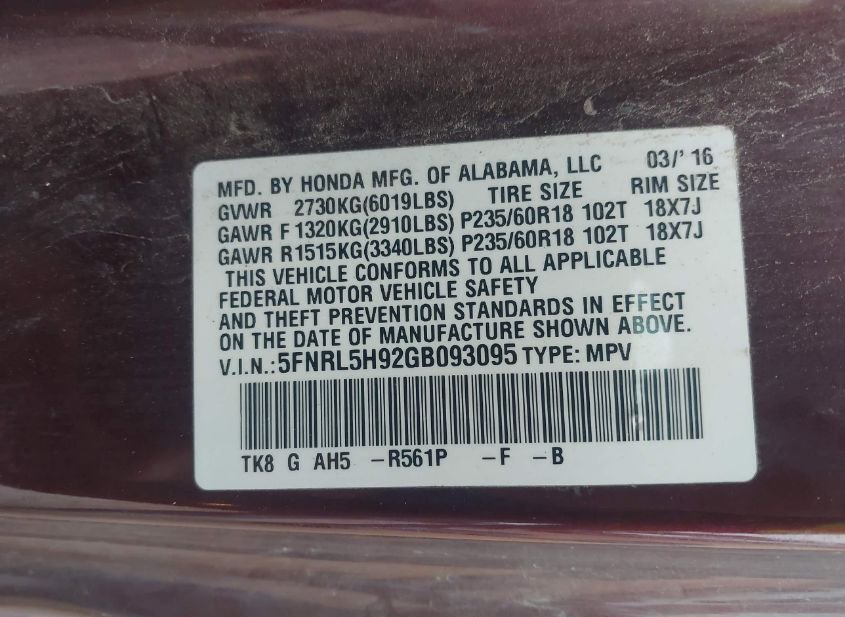 MFD. BY HONDA MFG. OF ALABAMA, LLC 03/' 16
GVWR 2730KG(6019LBS) TIRE SIZE RIM SIZE
GAWR F 1320KG(2910LBS) P235/60R18 102T 18X7J
GAWR R1515KG(3340LBS) P235/60R18 102T 18X7J
THIS VEHICLE CONFORMS TO ALL APPLICABLE
FEDERAL MOTOR VEHICLE SAFETY
AND THEFT PREVENTION STANDARDS IN EFFECT
ON THE DATE OF MANUFACTURE SHOWN ABOVE.
V.I.N.:5FNRL5H92GB093095 TYPE: MPV
TK8 G AH5 -R561P -F -B